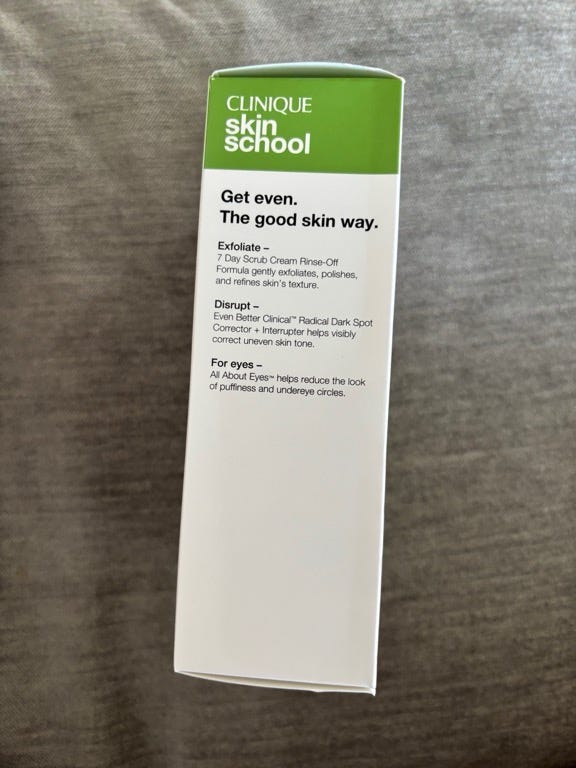 CLINIQUE
skin
school
Get even.
The good skin way.
Exfoliate –
7 Day Scrub Cream Rinse-Off
Formula gently exfoliates, polishes,
and refines skin's texture.
Disrupt –
Even Better Clinical™ Radical Dark Spot
Corrector + Interrupter helps visibly
correct uneven skin tone.
For eyes –
All About Eyes™ helps reduce the look
of puffiness and undereye circles.